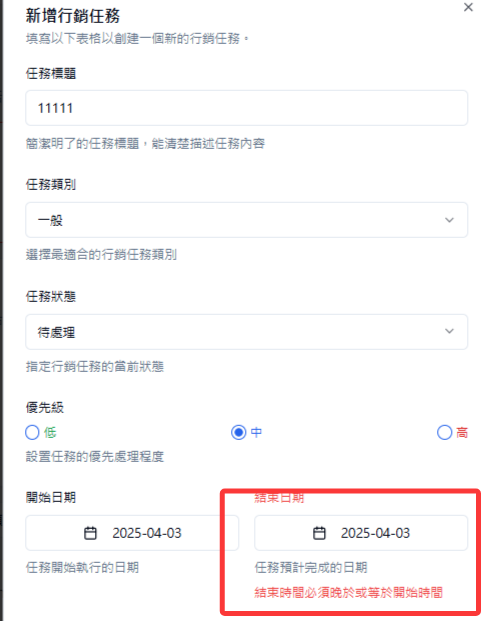 新增行銷任務
填寫以下表格以創建一個新的行銷任務。
任務標題
11111
簡潔明了的任務標題，能清楚描述任務內容
任務類別
一般
選擇最適合的行銷任務類別
任務狀態
待處理
指定行銷任務的當前狀態
優先級
低 中 高
設置任務的優先處理程度
開始日期 結束日期
2025-04-03 2025-04-03
任務開始執行的日期 任務預計完成的日期
結束時間必須晚於或等於開始時間